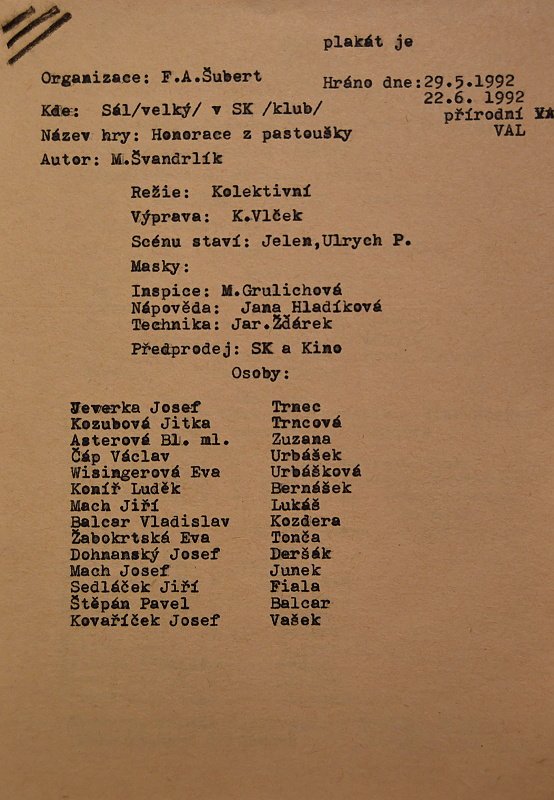 plakát je
Organizace: F.A.Šubert
Hráno dne:29.5.1992
22.6. 1992
Kde: Sál/velký/ v SK /klub/
přírodní
VAL
Název hry: Honorace z pastoušky
Autor: M.Švandrlík
Režie: Kolektivní
Výprava: K.Vlček
Scénu staví: Jelen,Ulrych P.
Masky:
Inspice: M.Grulichová
Nápověda: Jana Hladíková
Technika: Jar.Žďárek
Předprodej: SK a Kino
Osoby:
Veverka Josef Trnec
Kozubová Jitka Trncová
Asterová Bl. ml. Zuzana
Čáp Václav Urbášek
Wisingerová Eva Urbášková
Koníř Luděk Bernášek
Mach Jiří Lukáš
Balcar Vladislav Kozdera
Žabokrtská Eva Tonča
Dohnanský Josef Deršák
Mach Josef Junek
Sedláček Jiří Fiala
Štěpán Pavel Balcar
Kovaříček Josef Vašek